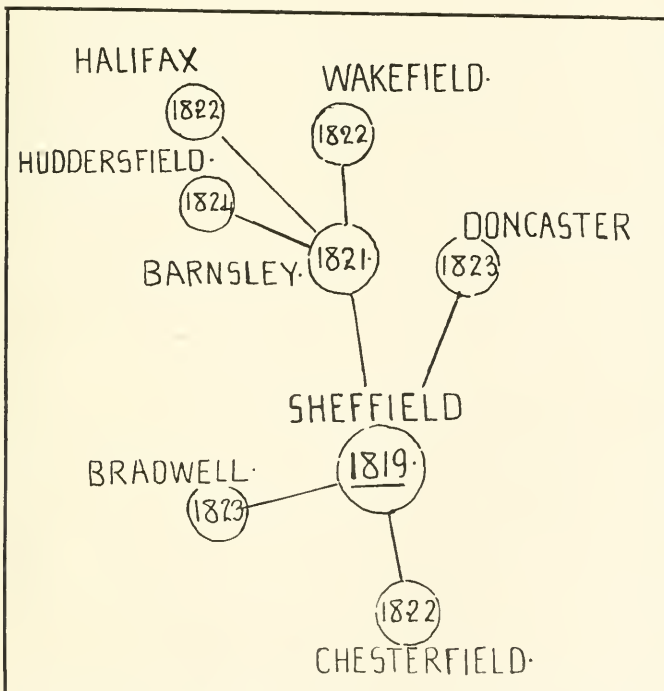 HALIFAX
1822
WAKEFIELD.
1822
HUDDERSFIELD.
1824
DONCASTER
1823
BARNSLEY.
1821.
SHEFFIELD
1819.
BRADWELL.
1823
1822
CHESTERFIELD.